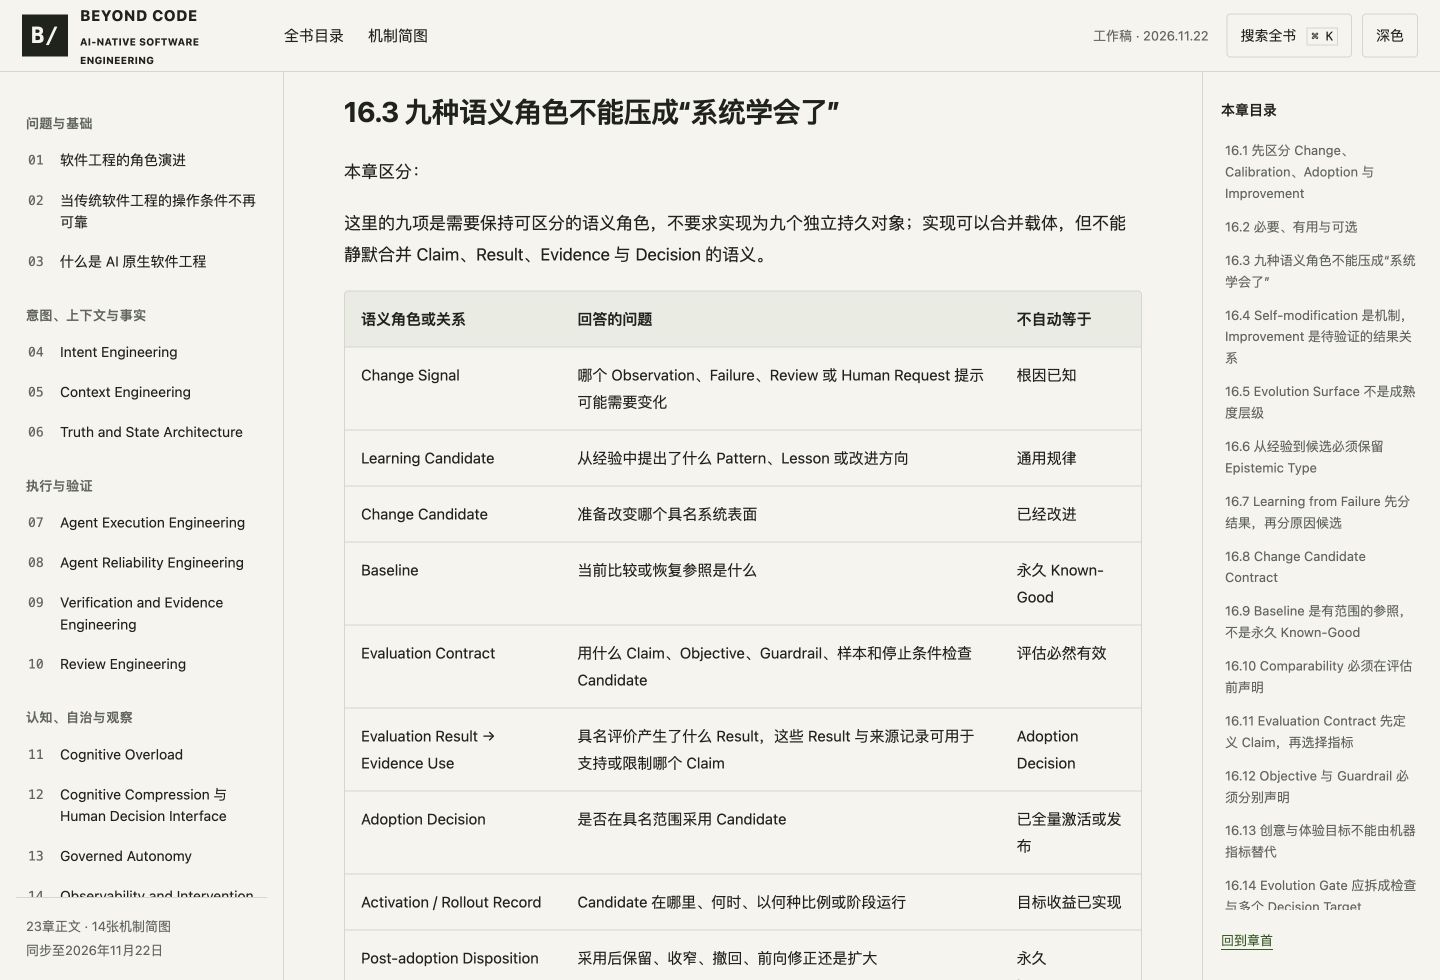 B/
BEYOND CODE
AI-NATIVE SOFTWARE
ENGINEERING
全书目录
机制简图
工作稿 · 2026.11.22
搜索全书 ⌘ K
深色
问题与基础
01 软件工程的角色演进
02 当传统软件工程的操作条件不再
可靠
03 什么是 AI 原生软件工程
意图、上下文与事实
04 Intent Engineering
05 Context Engineering
06 Truth and State Architecture
执行与验证
07 Agent Execution Engineering
08 Agent Reliability Engineering
09 Verification and Evidence
Engineering
10 Review Engineering
认知、自治与观察
11 Cognitive Overload
12 Cognitive Compression 与
Human Decision Interface
13 Governed Autonomy
14 Observability and Intervention
23章正文 · 14张机制简图
同步至2026年11月22日
16.3 九种语义角色不能压成“系统学会了”
本章区分：
这里的九项是需要保持可区分的语义角色，不要求实现为九个独立持久对象；实现可以合并载体，但不能
静默合并 Claim、Result、Evidence 与 Decision 的语义。
语义角色或关系 回答的问题 不自动等于
Change Signal 哪个 Observation、Failure、Review 或 Human Request 提示 根因已知
可能需要变化
Learning Candidate 从经验中提出了什么 Pattern、Lesson 或改进方向 通用规律
Change Candidate 准备改变哪个具名系统表面 已经改进
Baseline 当前比较或恢复参照是什么 永久 Known-
Good
Evaluation Contract 用什么 Claim、Objective、Guardrail、样本和停止条件检查 评估必然有效
Candidate
Evaluation Result → 具名评价产生了什么 Result，这些 Result 与来源记录可用于 Adoption
Evidence Use 支持或限制哪个 Claim Decision
Adoption Decision 是否在具名范围采用 Candidate 已全量激活或发
布
Activation / Rollout Record Candidate 在哪里、何时、以何种比例或阶段运行 目标收益已实现
Post-adoption Disposition 采用后保留、收窄、撤回、前向修正还是扩大 永久
本章目录
16.1 先区分 Change、
Calibration、Adoption 与
Improvement
16.2 必要、有用与可选
16.3 九种语义角色不能压成“系统
学会了”
16.4 Self-modification 是机制，
Improvement 是待验证的结果关
系
16.5 Evolution Surface 不是成熟
度层级
16.6 从经验到候选必须保留
Epistemic Type
16.7 Learning from Failure 先分
结果，再分原因候选
16.8 Change Candidate
Contract
16.9 Baseline 是有范围的参照，
不是永久 Known-Good
16.10 Comparability 必须在评估
前声明
16.11 Evaluation Contract 先定
义 Claim，再选择指标
16.12 Objective 与 Guardrail 必
须分别声明
16.13 创意与体验目标不能由机器
指标替代
16.14 Evolution Gate 应拆成检查
与多个 Decision Target
回到章首